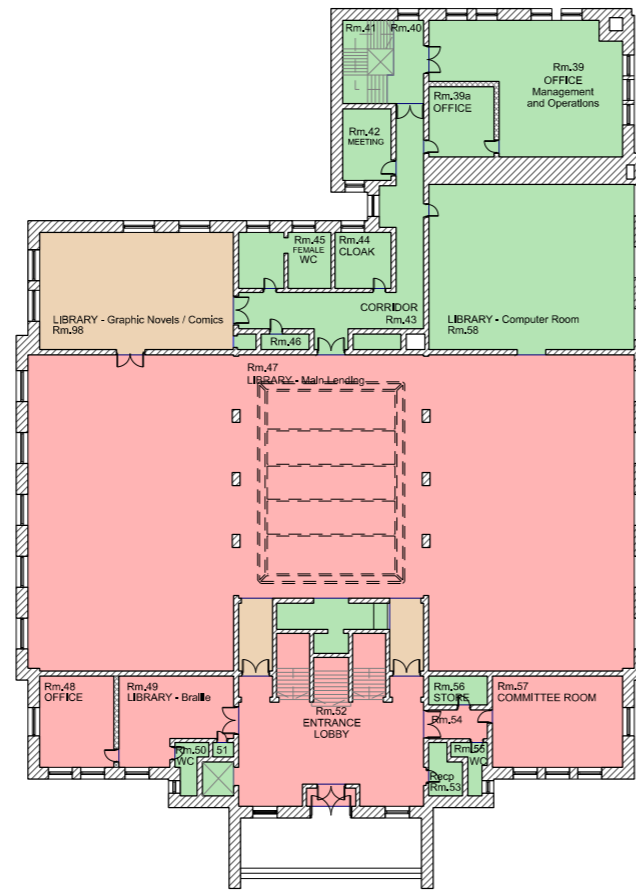 Rm.41
Rm.40
Rm.39
OFFICE
Management
and Operations
Rm.39a
OFFICE
Rm.42
MEETING
Rm.45
FEMALE
WC
Rm.44
CLOAK
CORRIDOR
Rm.43
LIBRARY - Graphic Novels / Comics
Rm.98
LIBRARY - Computer Room
Rm.58
Rm.46
Rm.47
LIBRARY - Main Lending
Rm.48
OFFICE
Rm.49
LIBRARY - Braille
Rm.52
ENTRANCE
LOBBY
Rm.56
STORE
Rm.57
COMMITTEE ROOM
Rm.54
Rm.50
WC
51
Rm.55
WC
Recp
Rm.53